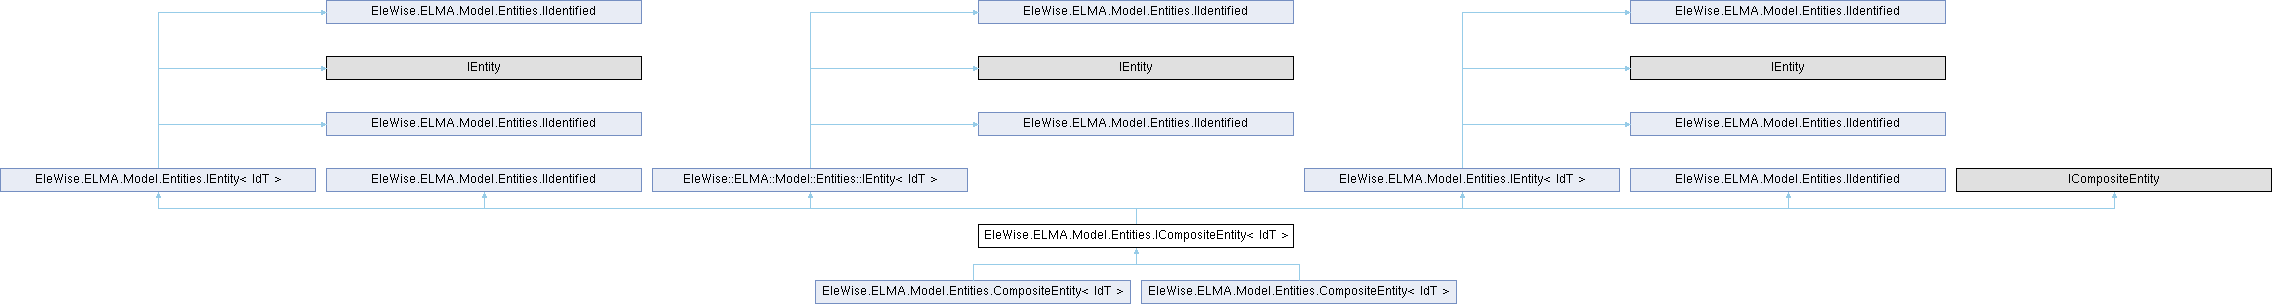 EleWise.ELMA.Model.Entities.IIdentified
EleWise.ELMA.Model.Entities.IIdentified
EleWise.ELMA.Model.Entities.IIdentified
IEntity
IEntity
IEntity
EleWise.ELMA.Model.Entities.IIdentified
EleWise.ELMA.Model.Entities.IIdentified
EleWise.ELMA.Model.Entities.IIdentified
EleWise.ELMA.Model.Entities.IEntity< IdT >
EleWise.ELMA.Model.Entities.IIdentified
EleWise::ELMA::Model::Entities::IEntity< IdT >
EleWise.ELMA.Model.Entities.IEntity< IdT >
EleWise.ELMA.Model.Entities.IIdentified
ICompositeEntity
EleWise.ELMA.Model.Entities.ICompositeEntity< IdT >
EleWise.ELMA.Model.Entities.CompositeEntity< IdT >
EleWise.ELMA.Model.Entities.CompositeEntity< IdT >